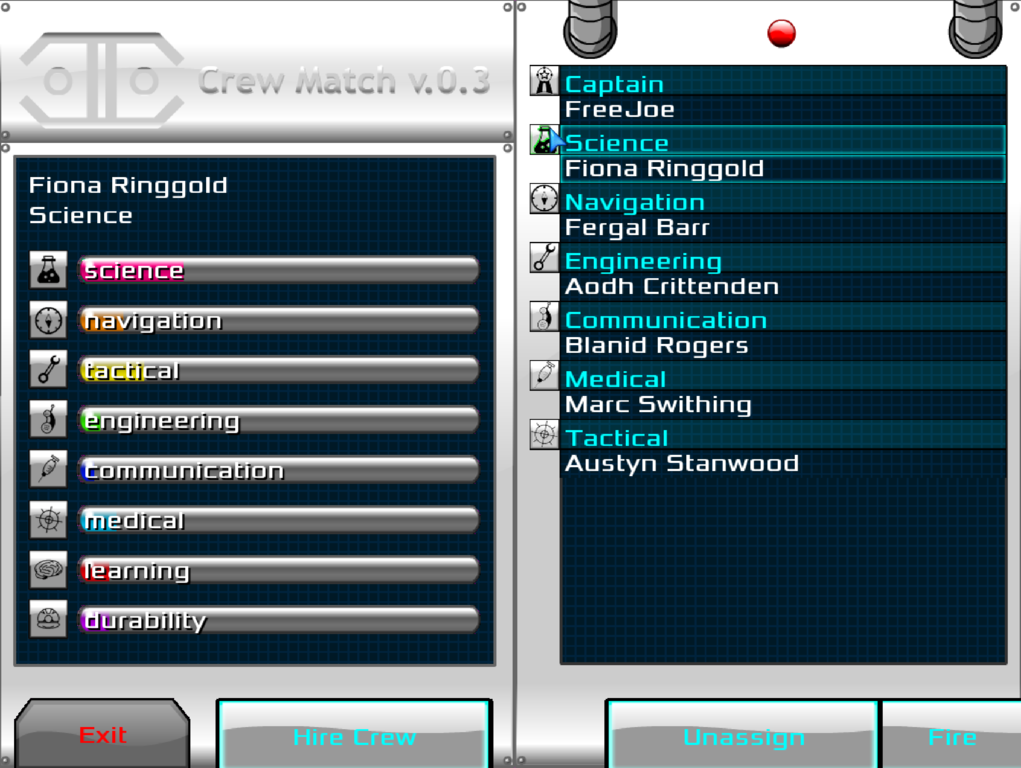 Crew Match v.0.3
Fiona Ringgold
Science
science
navigation
tactical
engineering
communication
medical
learning
durability
Exit
Hire Crew
Captain
FreeJoe
Science
Fiona Ringgold
Navigation
Fergal Barr
Engineering
Aodh Crittenden
Communication
Blanid Rogers
Medical
Marc Swithing
Tactical
Austyn Stanwood
Unassign
Fire